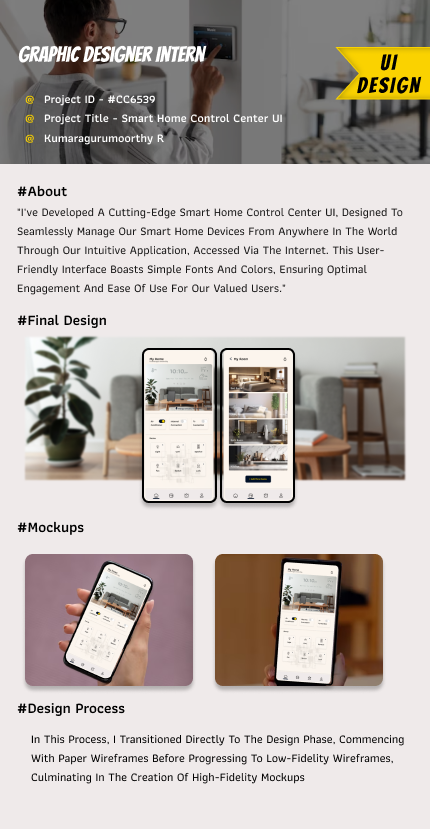 GRAPHIC DESIGNER INTERN
UI
DESIGN
@ Project ID - #CC6539
@ Project Title - Smart Home Control Center UI
@ Kumaragurumoorthy R
#About
"I've Developed A Cutting-Edge Smart Home Control Center UI, Designed To
Seamlessly Manage Our Smart Home Devices From Anywhere In The World
Through Our Intuitive Application, Accessed Via The Internet. This User-
Friendly Interface Boasts Simple Fonts And Colors, Ensuring Optimal
Engagement And Ease Of Use For Our Valued Users."
#Final Design
My Home
#Mockups
#Design Process
In This Process, I Transitioned Directly To The Design Phase, Commencing
With Paper Wireframes Before Progressing To Low-Fidelity Wireframes,
Culminating In The Creation Of High-Fidelity Mockups